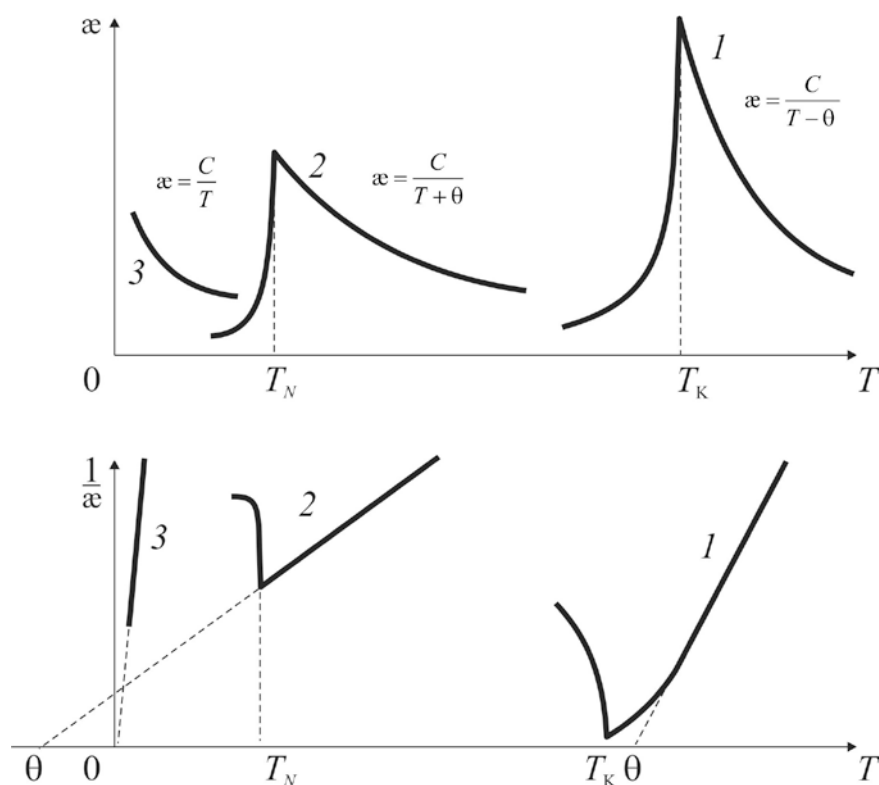 æ
1
æ = C/(T − θ)
2
æ = C/T
æ = C/(T + θ)
3
0 T_N T_K T
1/æ
3 2 1
θ 0 T_N T_K θ T